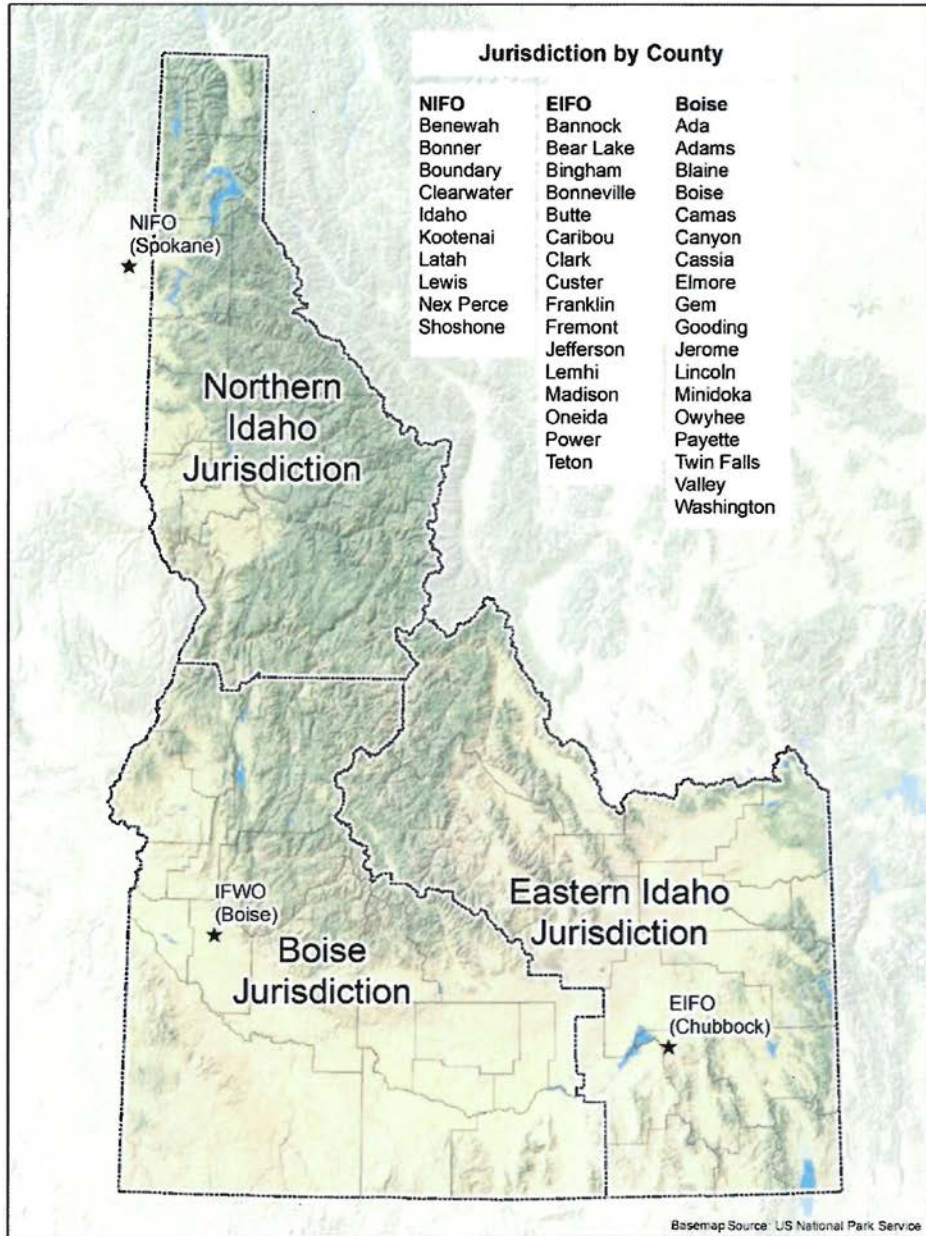 Jurisdiction by County
NIFO
Benewah
Bonner
Boundary
Clearwater
Idaho
Kootenai
Latah
Lewis
Nex Perce
Shoshone
EIFO
Bannock
Bear Lake
Bingham
Bonneville
Butte
Caribou
Clark
Custer
Franklin
Fremont
Jefferson
Lemhi
Madison
Oneida
Power
Teton
Boise
Ada
Adams
Blaine
Boise
Camas
Canyon
Cassia
Elmore
Gem
Gooding
Jerome
Lincoln
Minidoka
Owyhee
Payette
Twin Falls
Valley
Washington
NIFO
(Spokane)
Northern
Idaho
Jurisdiction
IFWO
(Boise)
Boise
Jurisdiction
Eastern Idaho
Jurisdiction
EIFO
(Chubbock)
Basemap Source: US National Park Service